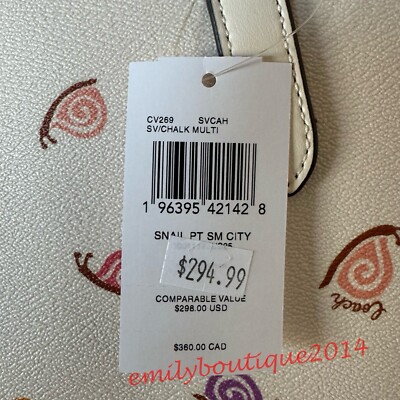 CV269 SVCAH
SV/CHALK MULTI
1 96395 42142 8
SNAIL PT SM CITY
$294.99
COMPARABLE VALUE
$298.00 USD
$360.00 CAD
emilyboutique2014
Coach